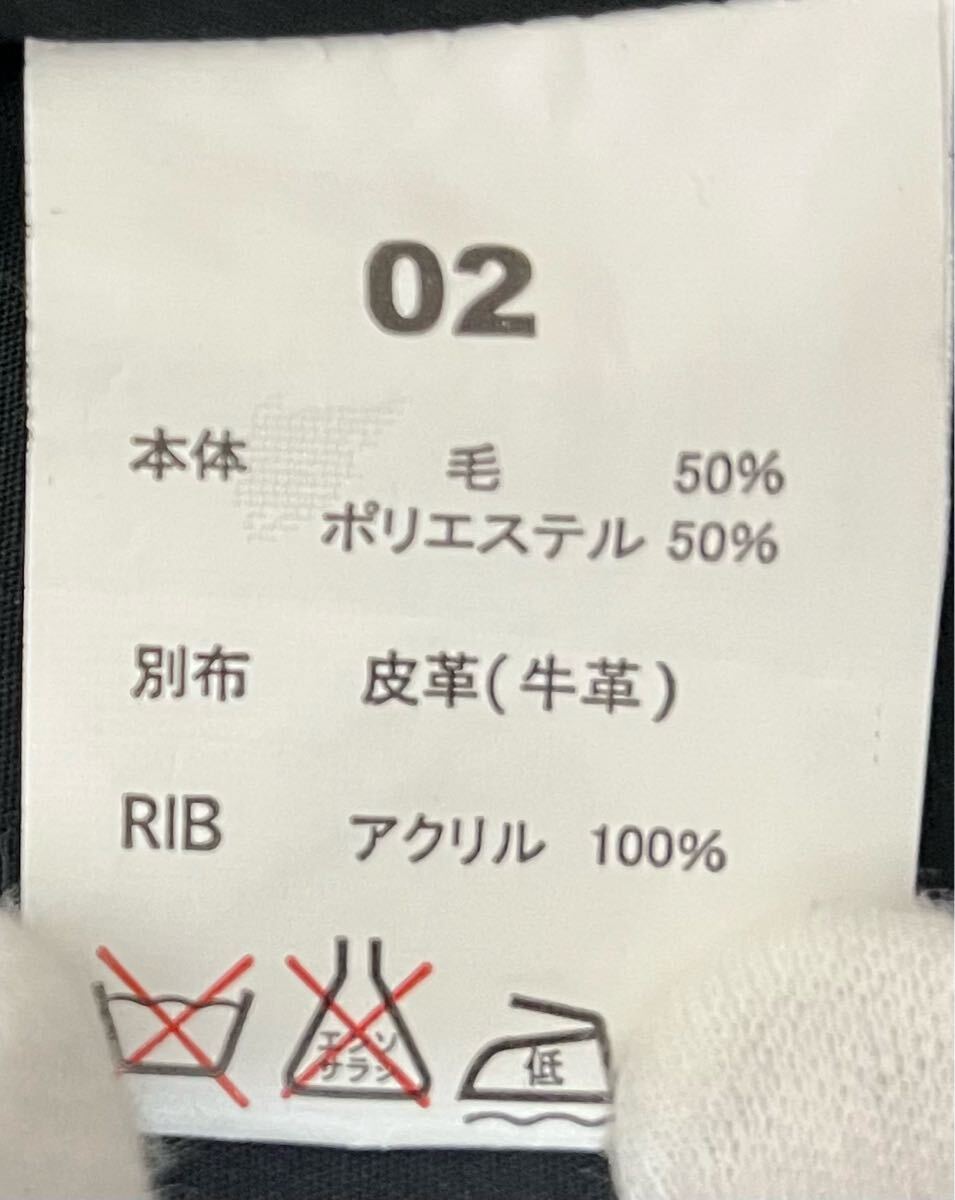 02
本体 毛 50%
ポリエステル 50%
別布 皮革(牛革)
RIB アクリル 100%
エンソ
サラシ
低